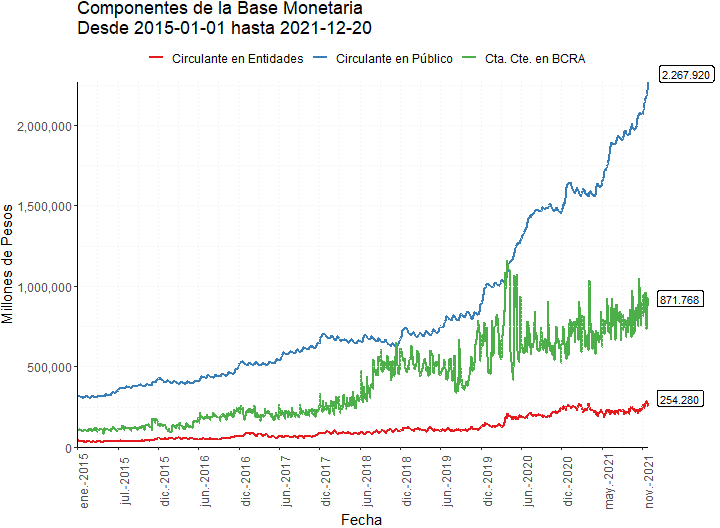 Componentes de la Base Monetaria
Desde 2015-01-01 hasta 2021-12-20
Circulante en Entidades Circulante en Público Cta. Cte. en BCRA
2.267.920
2,000,000
1,500,000
1,000,000
871.768
500,000
254.280
0
Millones de Pesos
ene.-2015 jul.-2015 dic.-2015 jun.-2016 dic.-2016 jun.-2017 dic.-2017 jun.-2018 dic.-2018 jun.-2019 dic.-2019 jun.-2020 dic.-2020 may.-2021 nov.-2021
Fecha